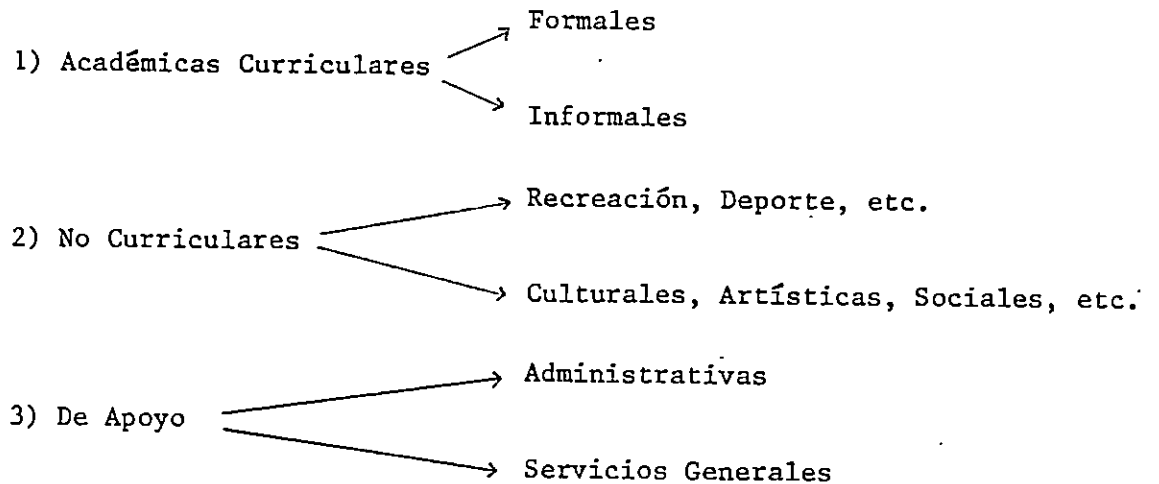 Formales
1) Académicas Curriculares
Informales
Recreación, Deporte, etc.
2) No Curriculares
Culturales, Artísticas, Sociales, etc.
Administrativas
3) De Apoyo
Servicios Generales